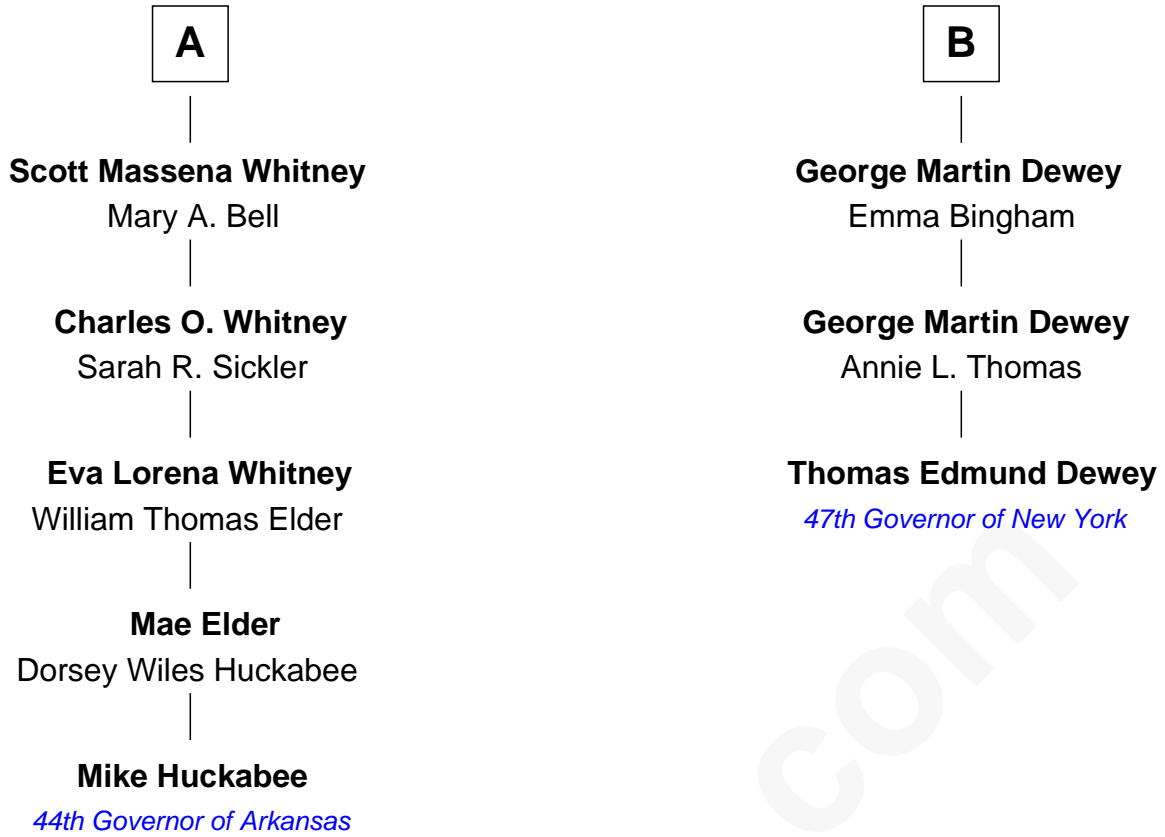 A
Scott Massena Whitney
Mary A. Bell
Charles O. Whitney
Sarah R. Sickler
Eva Lorena Whitney
William Thomas Elder
Mae Elder
Dorsey Wiles Huckabee
Mike Huckabee
44th Governor of Arkansas
B
George Martin Dewey
Emma Bingham
George Martin Dewey
Annie L. Thomas
Thomas Edmund Dewey
47th Governor of New York
com